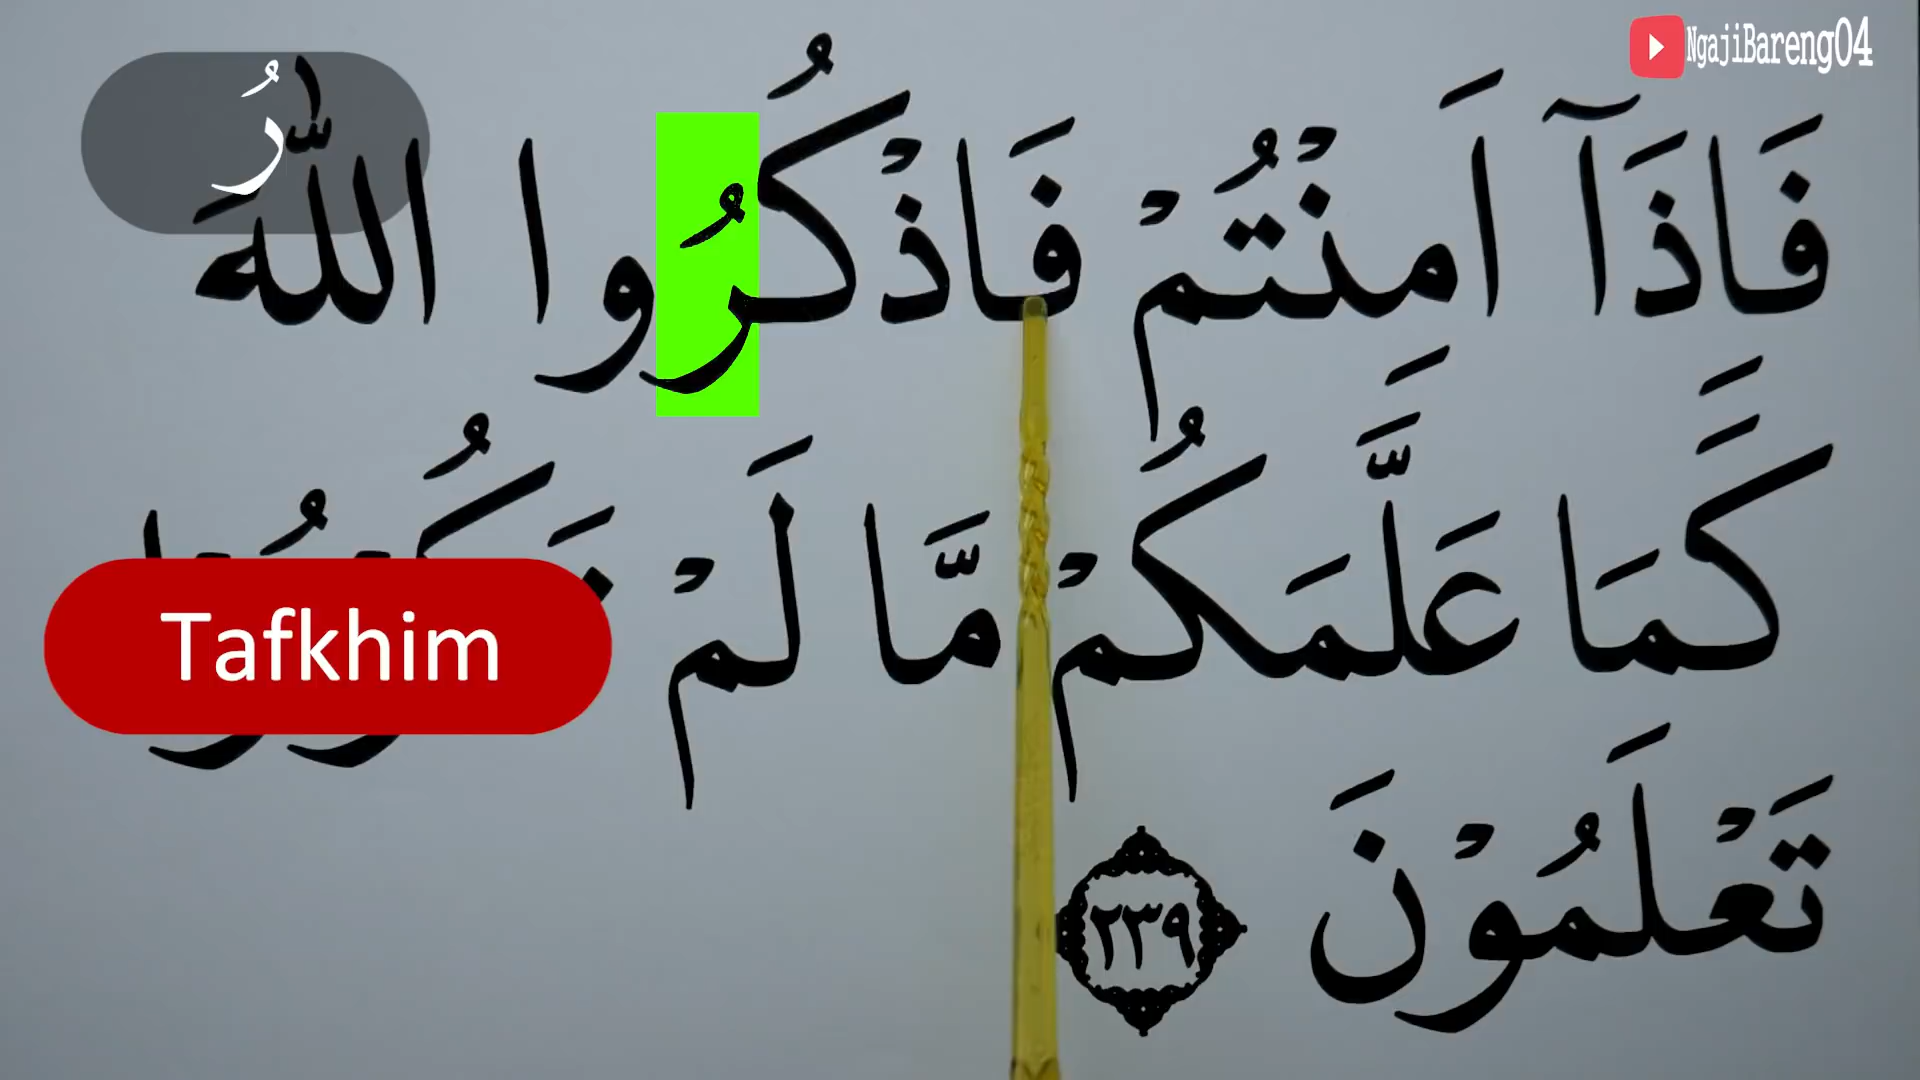 NgajiBareng04
رُ
فَاِذَآ اَمِنْتُمْ فَاذْكُرُوا اللّٰهَ
كَمَا عَلَّمَكُمْ مَّا لَمْ
Tafkhim
تَعْلَمُوْنَ ٢٣٩